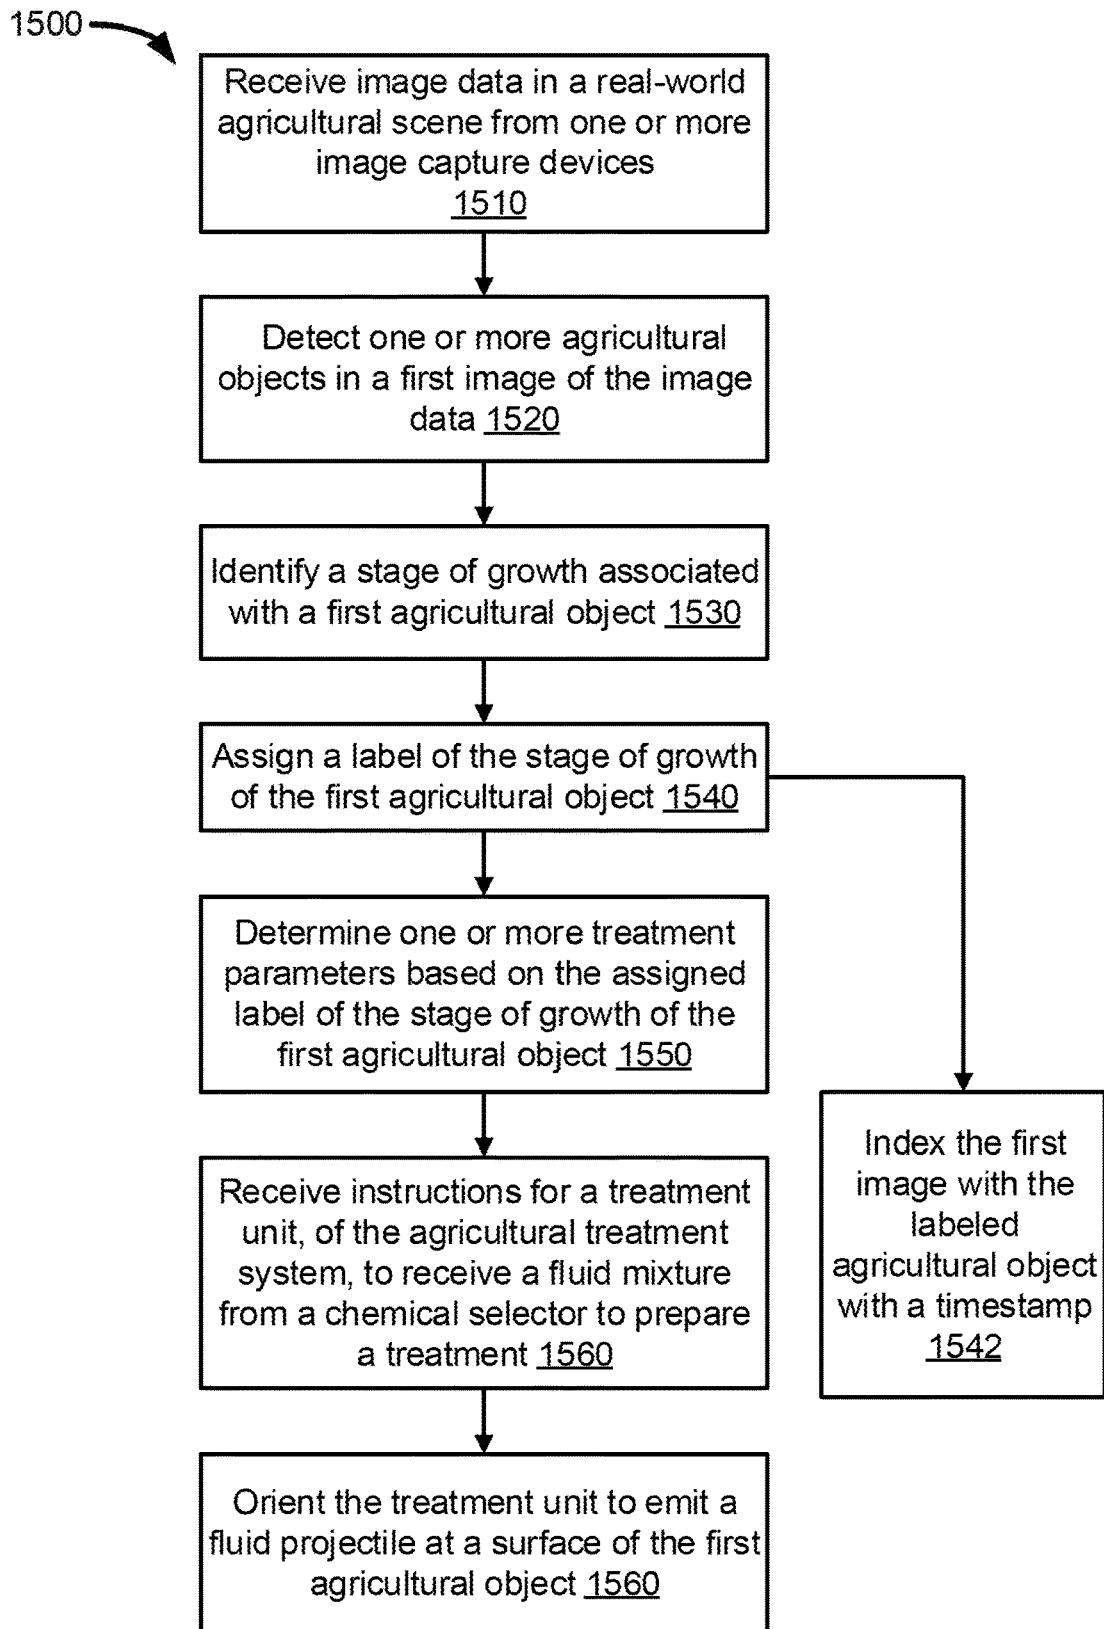 1500
Receive image data in a real-world
agricultural scene from one or more
image capture devices
1510
Detect one or more agricultural
objects in a first image of the image
data 1520
Identify a stage of growth associated
with a first agricultural object 1530
Assign a label of the stage of growth
of the first agricultural object 1540
Determine one or more treatment
parameters based on the assigned
label of the stage of growth of the
first agricultural object 1550
Index the first
image with the
labeled
agricultural object
with a timestamp
1542
Receive instructions for a treatment
unit, of the agricultural treatment
system, to receive a fluid mixture
from a chemical selector to prepare
a treatment 1560
Orient the treatment unit to emit a
fluid projectile at a surface of the first
agricultural object 1560